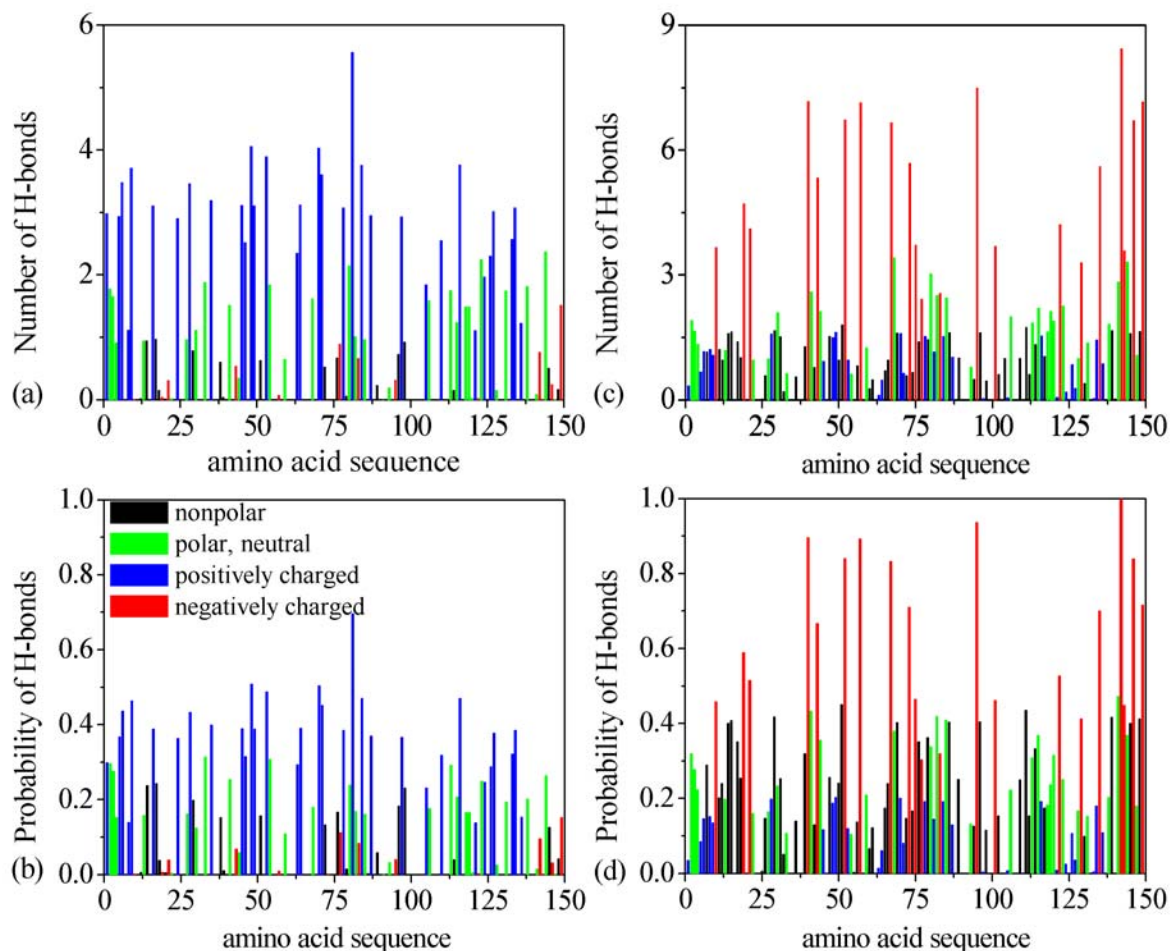 (a)
Number of H-bonds
6
4
2
0
0 25 50 75 100 125 150
amino acid sequence
(c)
Number of H-bonds
9
6
3
0
0 25 50 75 100 125 150
amino acid sequence
(b)
Probability of H-bonds
1.0
0.8
0.6
0.4
0.2
0.0
nonpolar
polar, neutral
positively charged
negatively charged
0 25 50 75 100 125 150
amino acid sequence
(d)
Probability of H-bonds
1.0
0.8
0.6
0.4
0.2
0.0
0 25 50 75 100 125 150
amino acid sequence